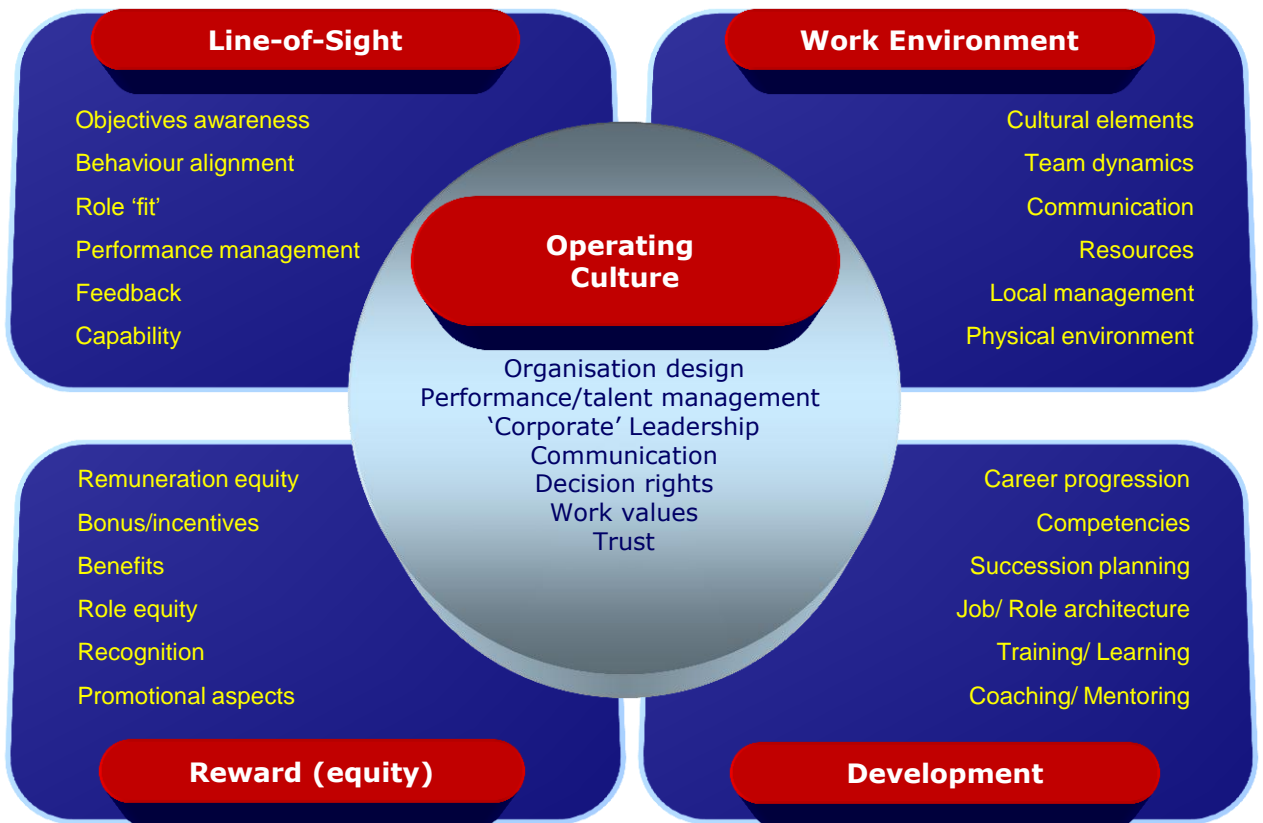 Line-of-Sight
Objectives awareness
Behaviour alignment
Role ‘fit’
Performance management
Feedback
Capability
Work Environment
Cultural elements
Team dynamics
Communication
Resources
Local management
Physical environment
Operating
Culture
Organisation design
Performance/talent management
‘Corporate’ Leadership
Communication
Decision rights
Work values
Trust
Remuneration equity
Bonus/incentives
Benefits
Role equity
Recognition
Promotional aspects
Reward (equity)
Career progression
Competencies
Succession planning
Job/ Role architecture
Training/ Learning
Coaching/ Mentoring
Development